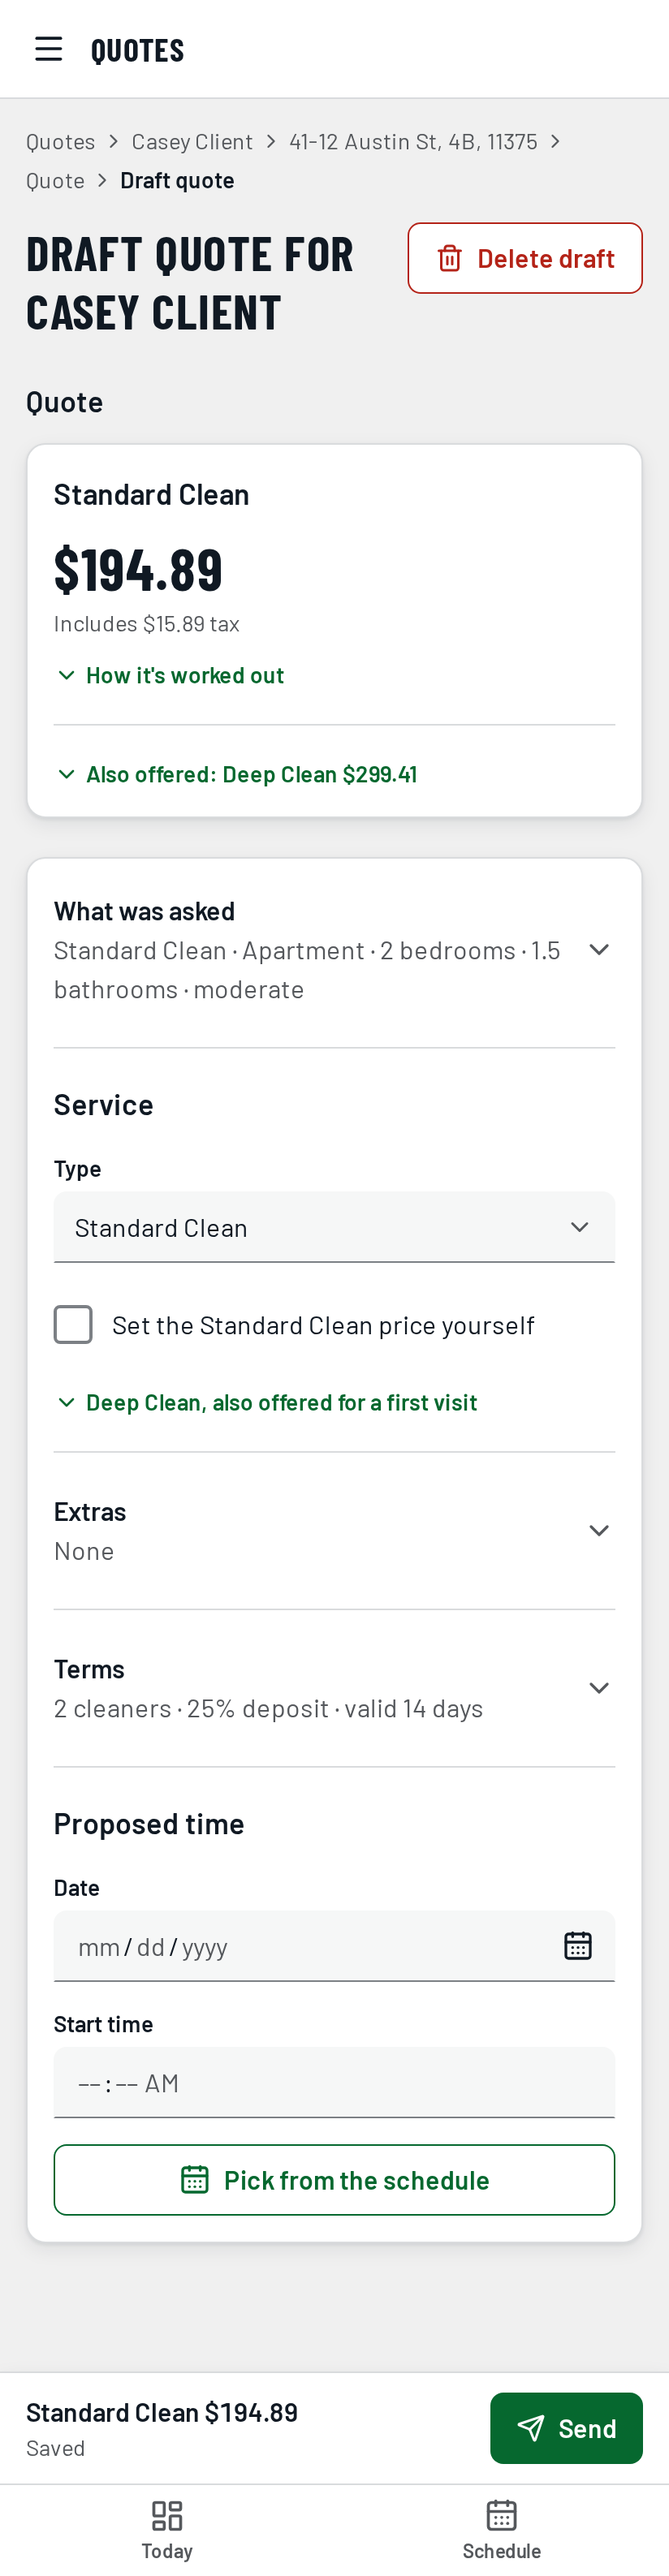 QUOTES
Quotes > Casey Client > 41-12 Austin St, 4B, 11375 >
Quote > Draft quote
DRAFT QUOTE FOR
CASEY CLIENT
Delete draft
Quote
Standard Clean
$194.89
Includes $15.89 tax
How it's worked out
Also offered: Deep Clean $299.41
What was asked
Standard Clean · Apartment · 2 bedrooms · 1.5
bathrooms · moderate
Service
Type
Standard Clean
Set the Standard Clean price yourself
Deep Clean, also offered for a first visit
Extras
None
Terms
2 cleaners · 25% deposit · valid 14 days
Proposed time
Date
mm/dd/yyyy
Start time
--:-- AM
Pick from the schedule
Standard Clean $194.89
Saved
Send
Today
Schedule